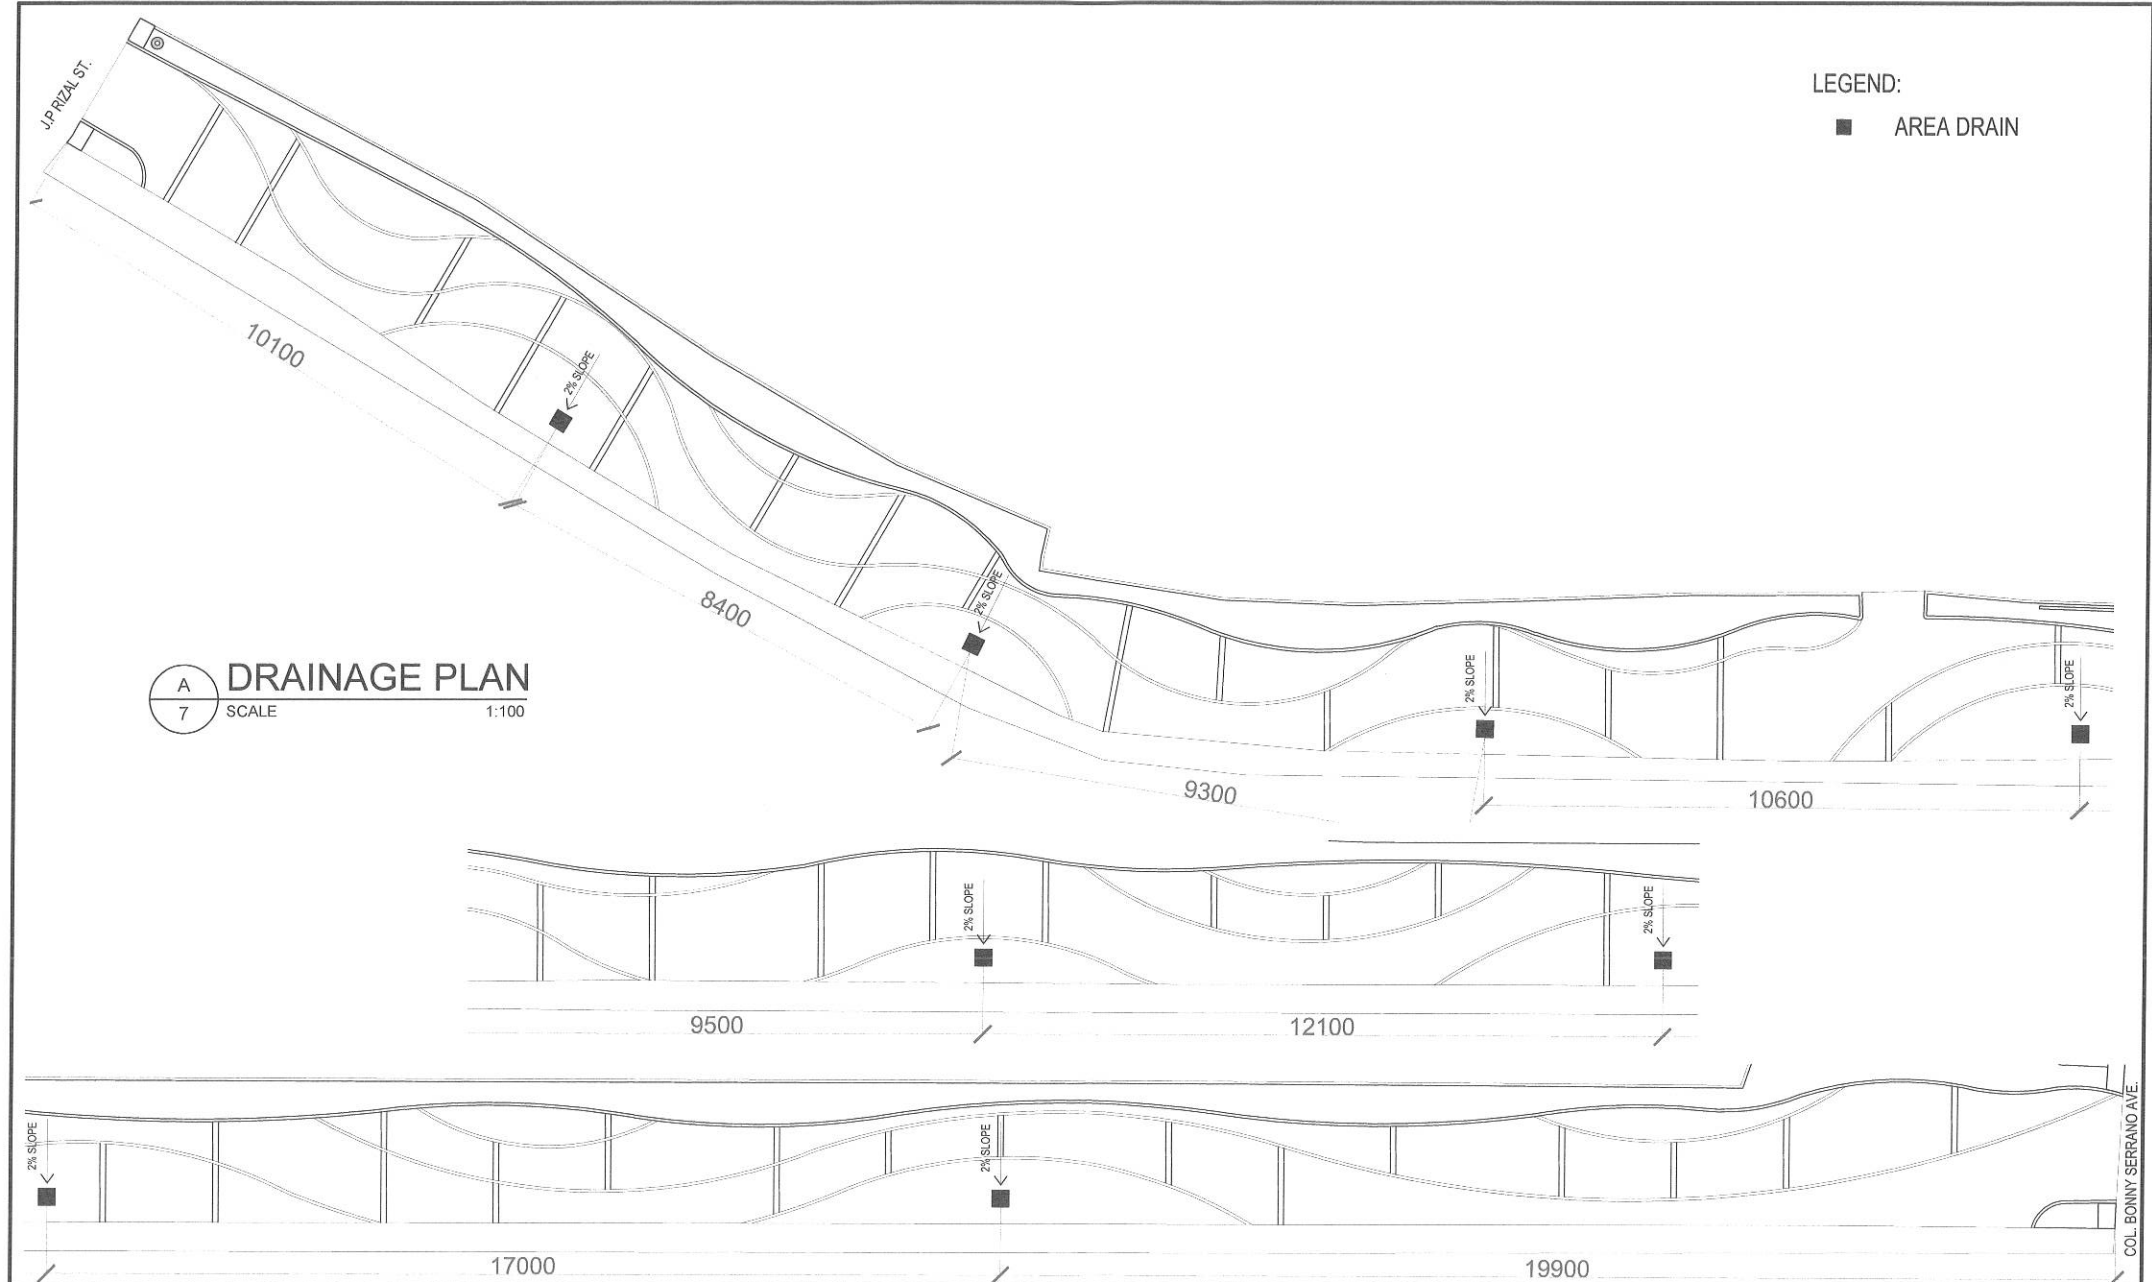 LEGEND:
AREA DRAIN
J.P RIZAL ST.
10100
2% SLOPE
8400
2% SLOPE
A
7
DRAINAGE PLAN
SCALE 1:100
2% SLOPE
2% SLOPE
9300
10600
2% SLOPE
2% SLOPE
9500
12100
2% SLOPE
2% SLOPE
COL. BONNY SERRANO AVE.
17000
19900